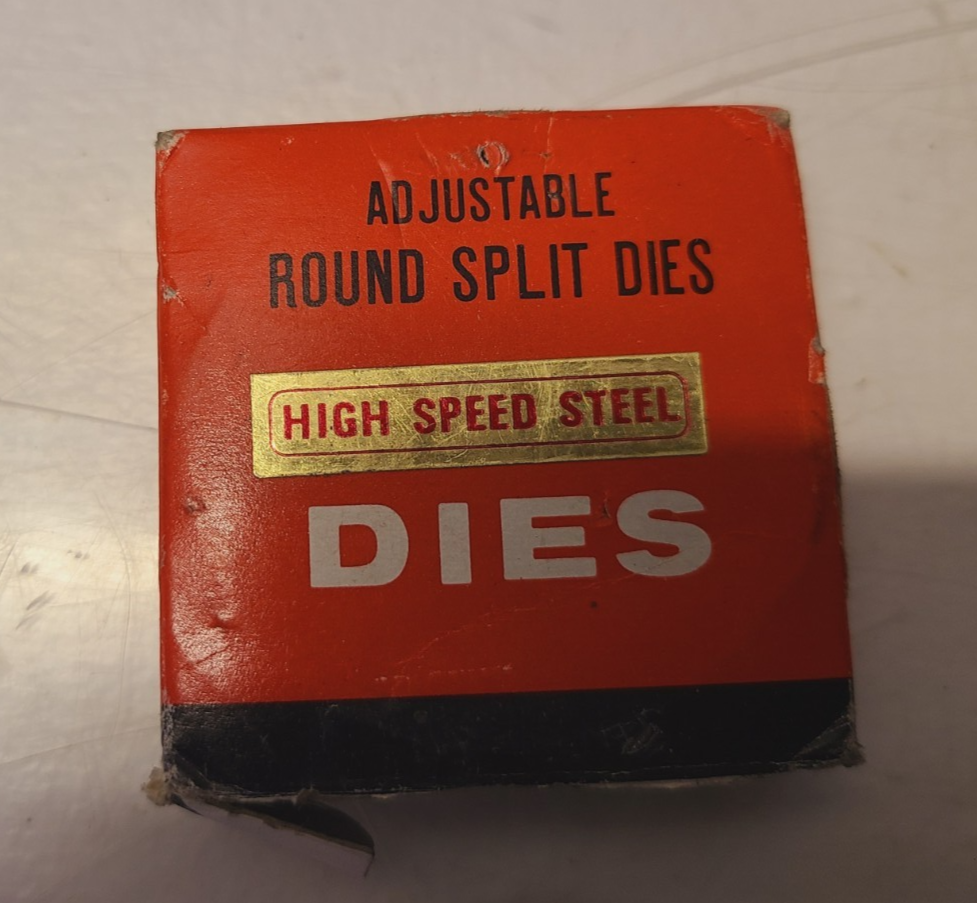 ADJUSTABLE
ROUND SPLIT DIES
HIGH SPEED STEEL
DIES